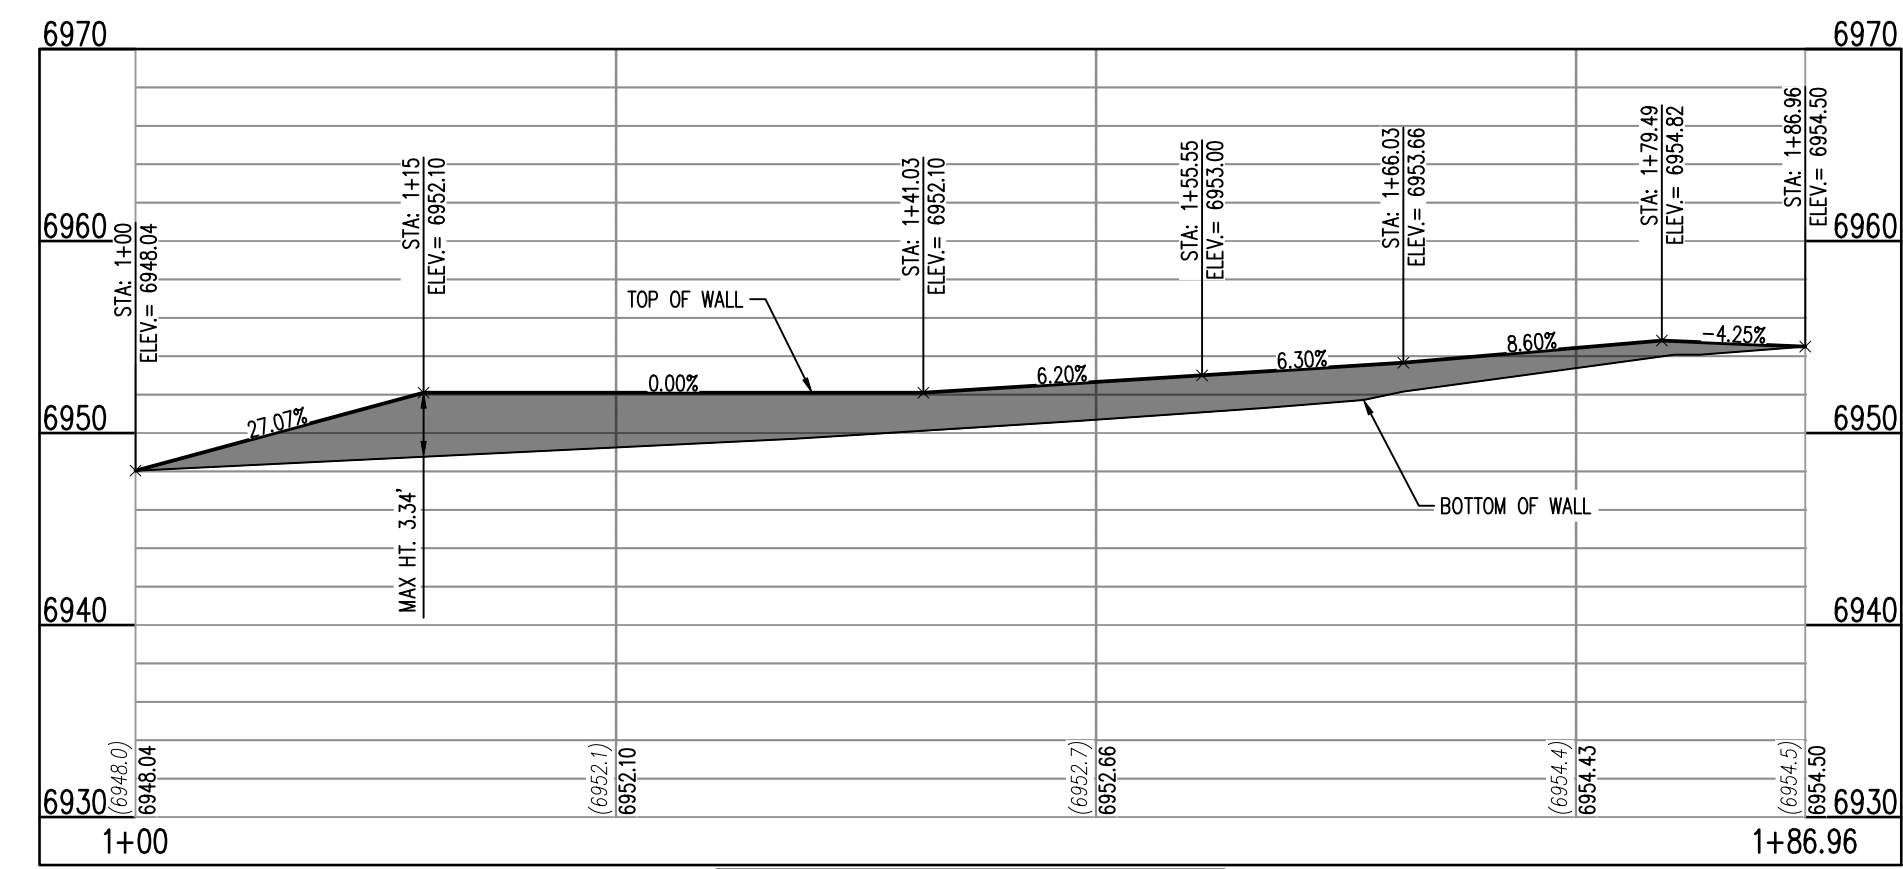 6970
6970
STA: 1+00
ELEV.= 6948.04
STA: 1+15
ELEV.= 6952.10
STA: 1+41.03
ELEV.= 6952.10
STA: 1+55.55
ELEV.= 6953.00
STA: 1+66.03
ELEV.= 6953.66
STA: 1+79.49
ELEV.= 6954.82
STA: 1+86.96
ELEV.= 6954.50
6960
6960
TOP OF WALL
27.07%
0.00%
6.20%
6.30%
8.60%
-4.25%
6950
6950
MAX HT. 3.34'
BOTTOM OF WALL
6940
6940
(6948.0)
6948.04
(6952.1)
6952.10
(6952.7)
6952.66
(6954.4)
6954.43
(6954.5)
6954.50
6930
6930
1+00
1+86.96